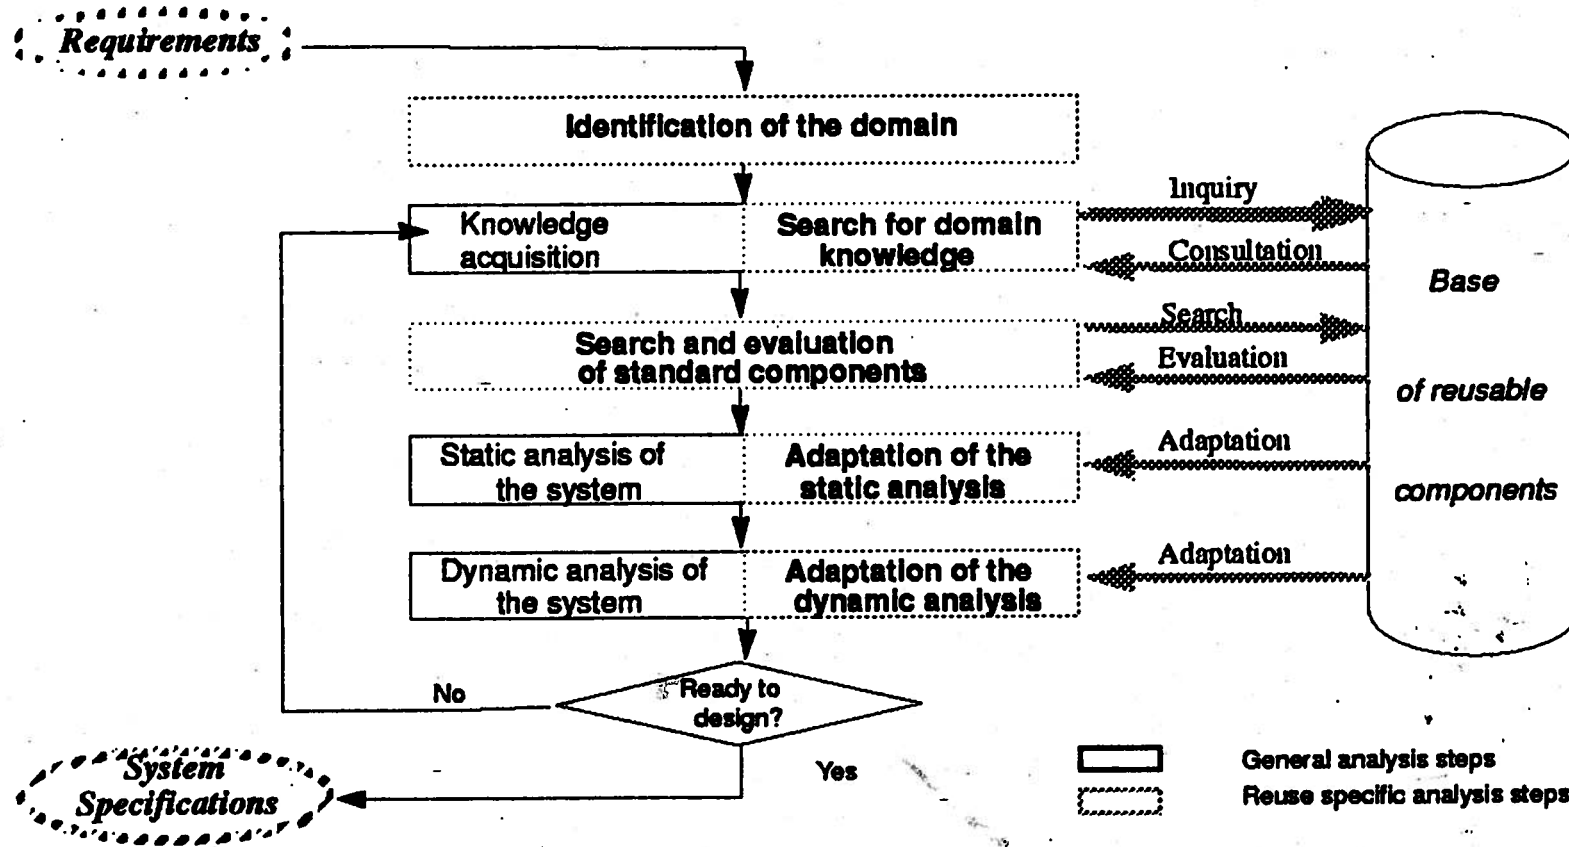 Requirements
Identification of the domain
Knowledge
acquisition
Search for domain
knowledge
Inquiry
Consultation
Search and evaluation
of standard components
Search
Evaluation
Static analysis of
the system
Adaptation of the
static analysis
Adaptation
Dynamic analysis of
the system
Adaptation of the
dynamic analysis
Adaptation
Base
of reusable
components
Ready to
design?
No
Yes
System
Specifications
General analysis steps
Reuse specific analysis steps